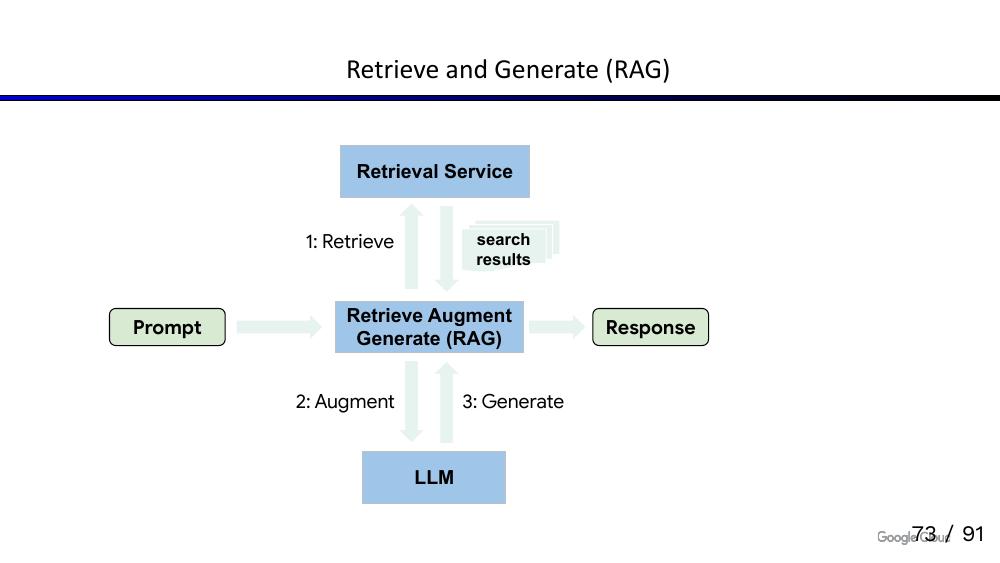 Retrieve and Generate (RAG)
Retrieval Service
1: Retrieve
search
results
Prompt
Retrieve Augment
Generate (RAG)
Response
2: Augment
3: Generate
LLM
Google Cloud
73 / 91